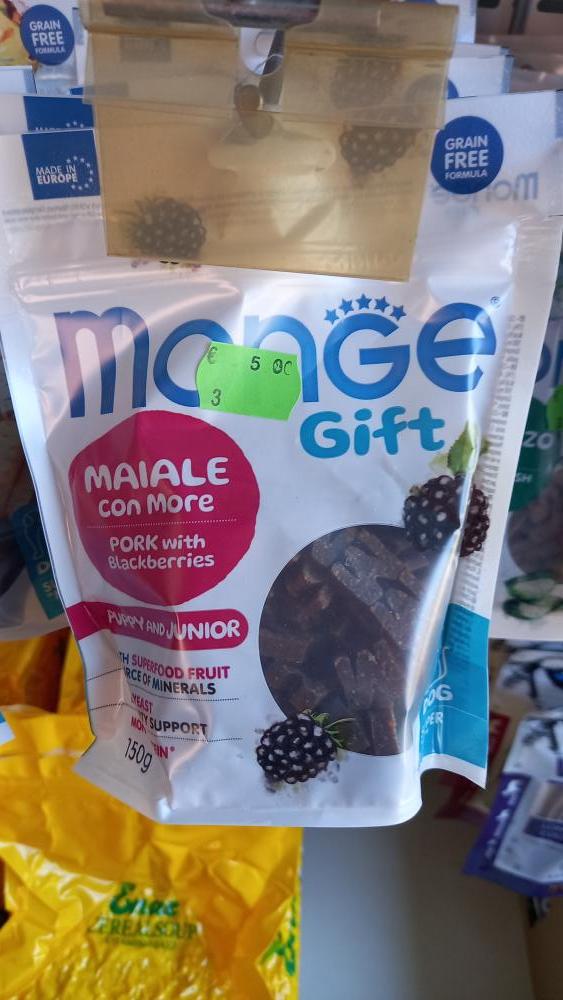 GRAIN
FREE
FORMULA
MADE IN
EUROPE
GRAIN
FREE
FORMULA
monGe
€ 5 00
3
Gift
MAIALE
con More
PORK with
Blackberries
PUPPY AND JUNIOR
SUPERFOOD FRUIT
OF MINERALS
SUPPORT
150g